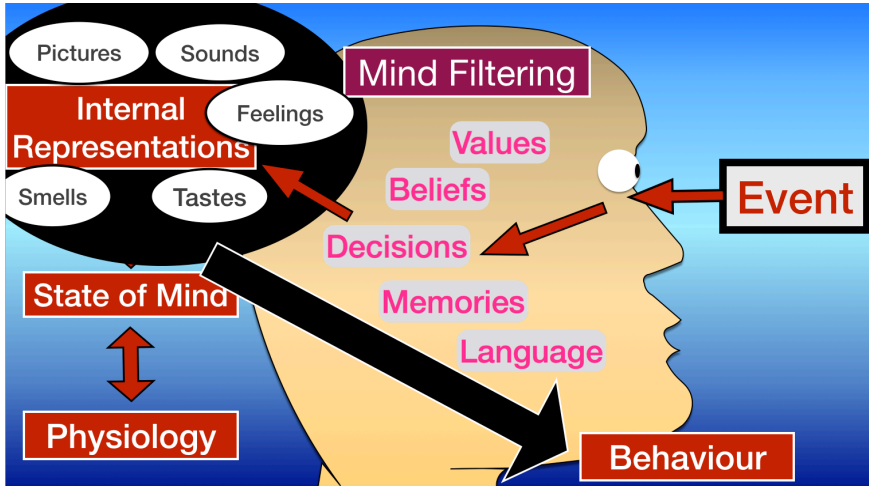 Pictures
Sounds
Mind Filtering
Internal
Representations
Feelings
Values
Beliefs
Event
Smells
Tastes
Decisions
State of Mind
Memories
Language
Physiology
Behaviour